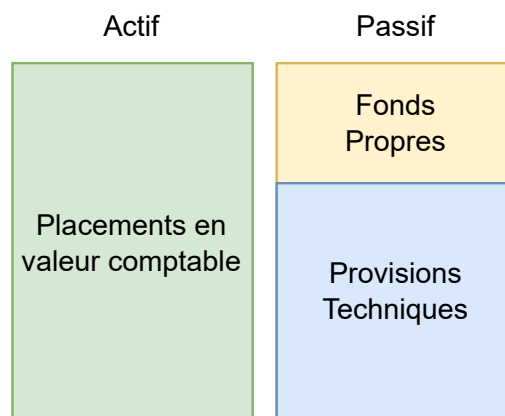 Actif
Passif
Fonds
Propres
Placements en
valeur comptable
Provisions
Techniques